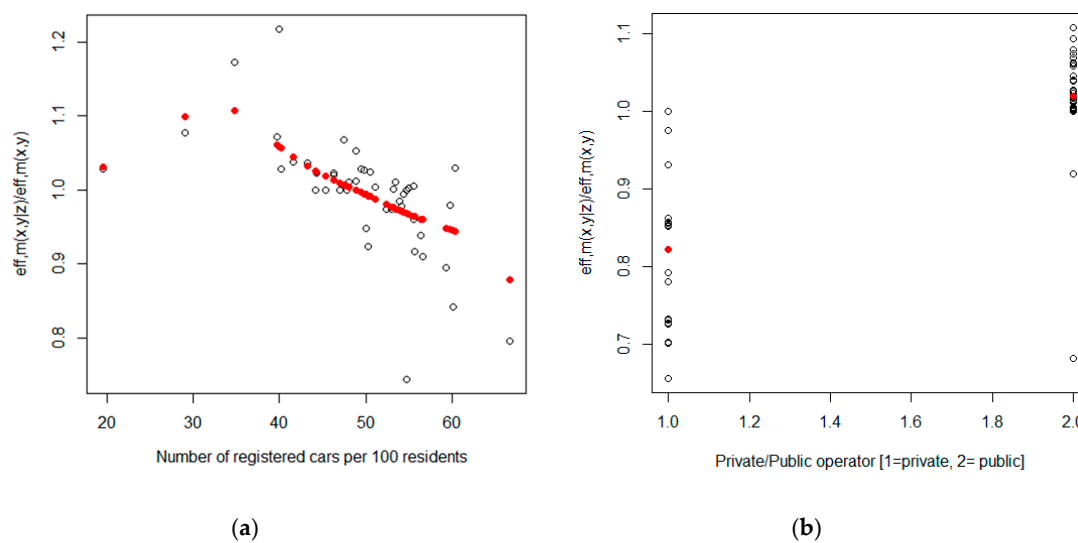 eff,m(x,y|z)/eff,m(x,y)
1.2
1.1
1.0
0.9
0.8
20 30 40 50 60
Number of registered cars per 100 residents
(a)
eff,m(x,y|z)/eff,m(x,y)
1.1
1.0
0.9
0.8
0.7
1.0 1.2 1.4 1.6 1.8 2.0
Private/Public operator [1=private, 2= public]
(b)